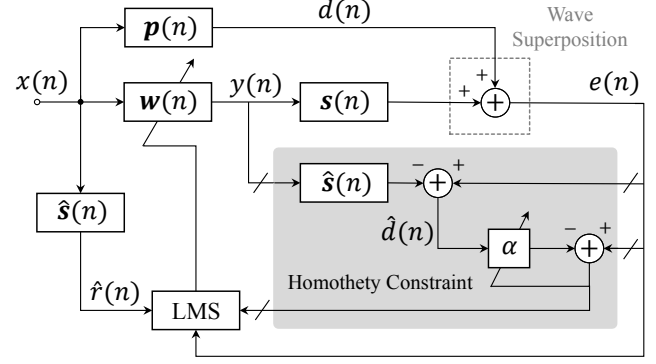 Wave
Superposition
d(n)
p(n)
x(n)
w(n)
y(n)
s(n)
+
+
+
e(n)
ŝ(n)
ŝ(n)
−
+
+
d̂(n)
α
−
+
+
Homothety Constraint
r̂(n)
LMS